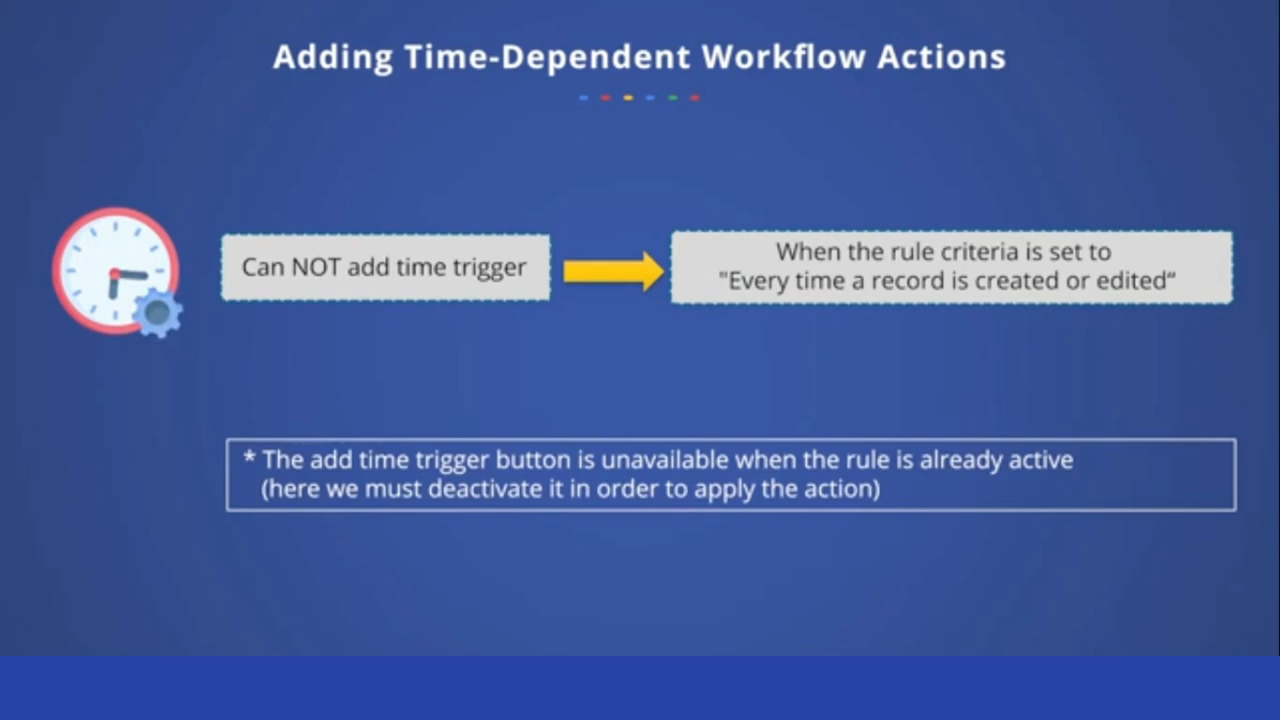 Adding Time-Dependent Workflow Actions
Can NOT add time trigger
When the rule criteria is set to
"Every time a record is created or edited“
* The add time trigger button is unavailable when the rule is already active
(here we must deactivate it in order to apply the action)